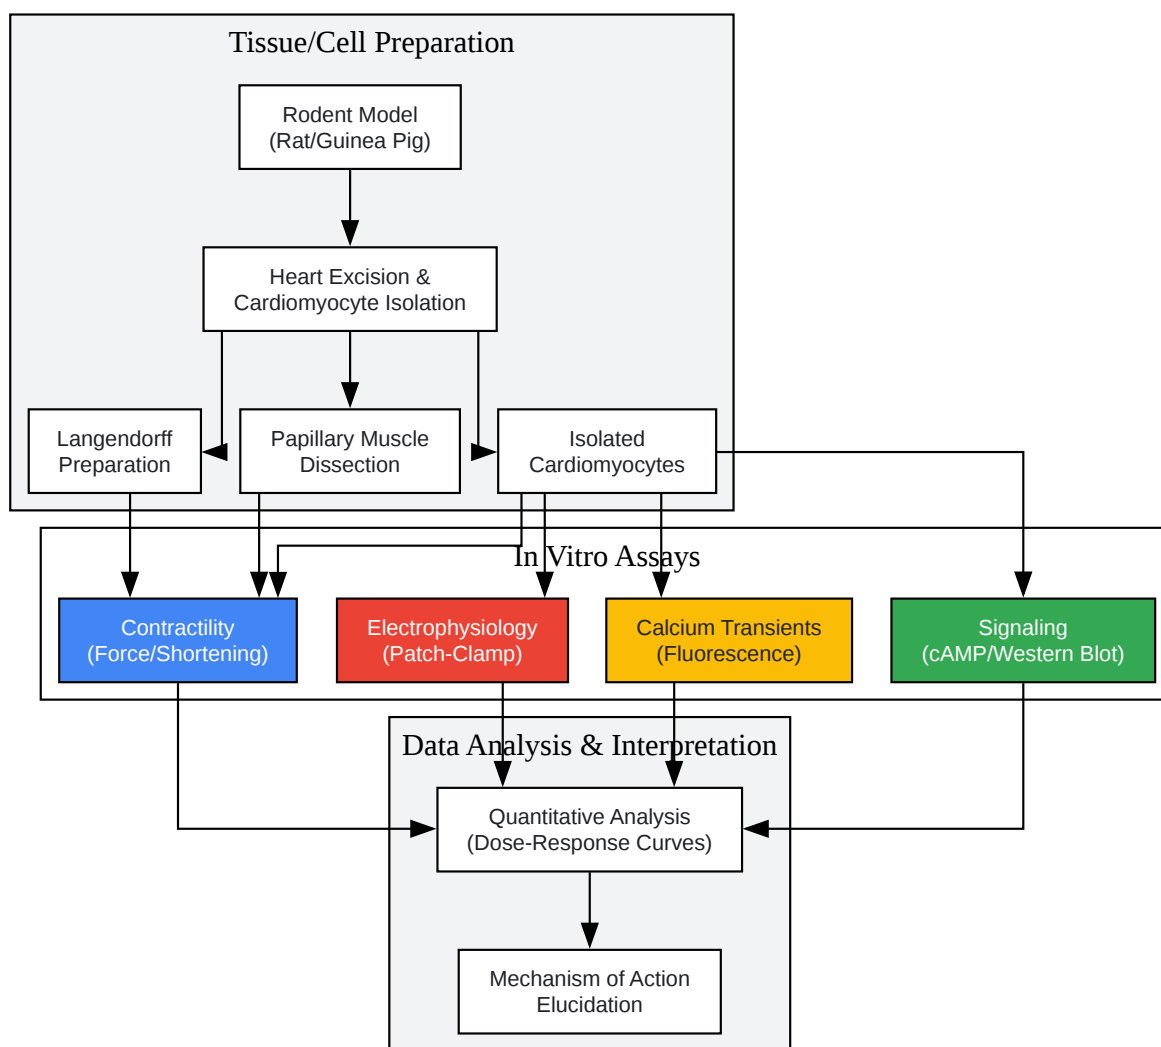 Tissue/Cell Preparation
Rodent Model
(Rat/Guinea Pig)
Heart Excision &
Cardiomyocyte Isolation
Langendorff
Preparation
Papillary Muscle
Dissection
Isolated
Cardiomyocytes
In Vitro Assays
Contractility
(Force/Shortening)
Electrophysiology
(Patch-Clamp)
Calcium Transients
(Fluorescence)
Signaling
(cAMP/Western Blot)
Data Analysis & Interpretation
Quantitative Analysis
(Dose-Response Curves)
Mechanism of Action
Elucidation